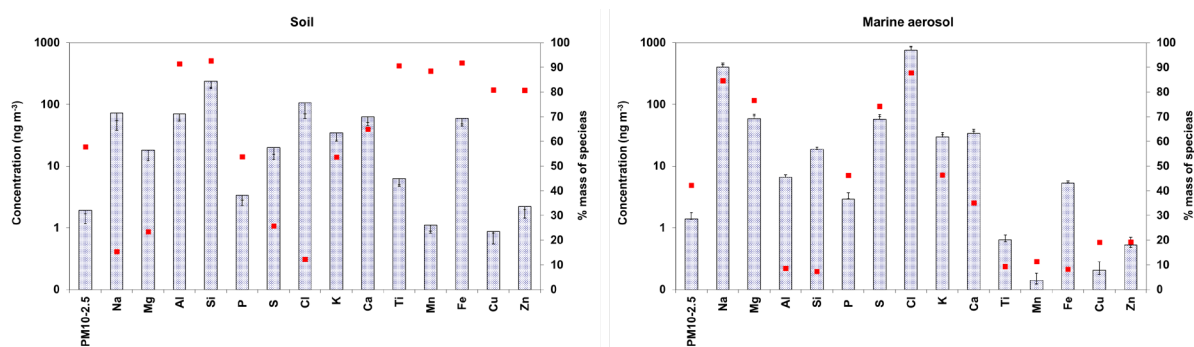 Soil
Concentration (ng m-3)
1000
100
10
1
0
100
90
80
70
60
50
40
30
20
10
0
% mass of specieas
PM10-2.5
Na
Mg
Al
Si
P
S
Cl
K
Ca
Ti
Mn
Fe
Cu
Zn
Marine aerosol
Concentration (ng m-3)
1000
100
10
1
0
100
90
80
70
60
50
40
30
20
10
0
% mass of specieas
PM10-2.5
Na
Mg
Al
Si
P
S
Cl
K
Ca
Ti
Mn
Fe
Cu
Zn